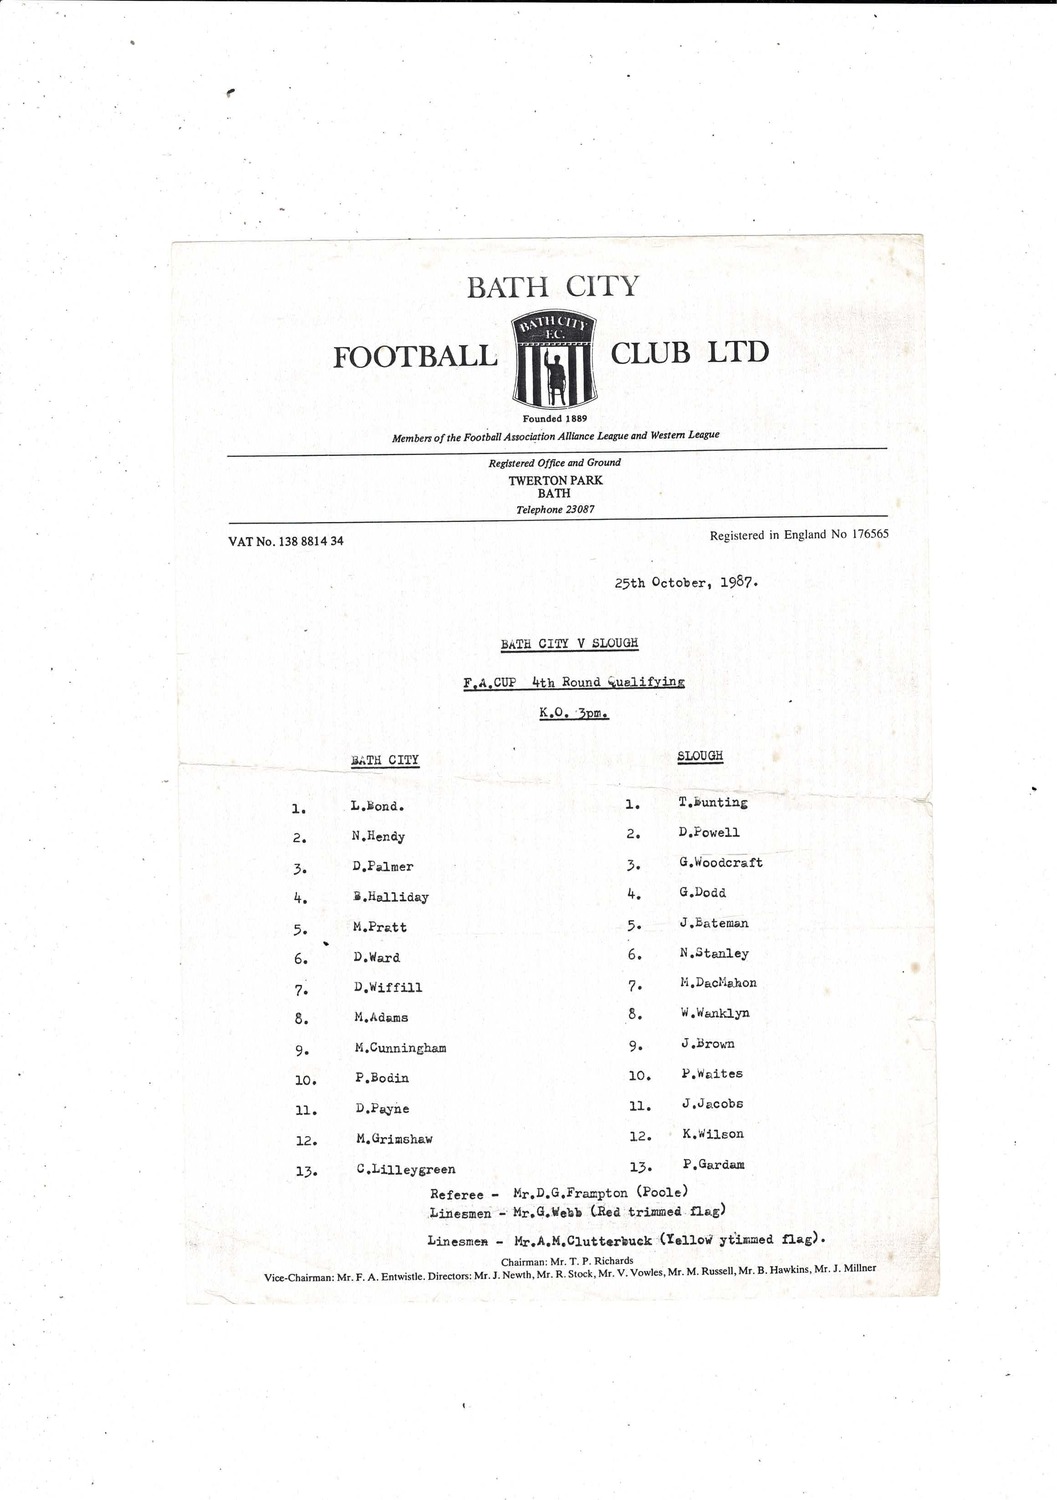 BATH CITY
FOOTBALL CLUB LTD
BATH CITY
F.C.
Founded 1889
Members of the Football Association Alliance League and Western League
Registered Office and Ground
TWERTON PARK
BATH
Telephone 23087
VAT No. 138 8814 34 Registered in England No 176565
25th October, 1987.
BATH CITY V SLOUGH
F.A.CUP 4th Round Qualifying
K.O. 3pm.
BATH CITY SLOUGH
1. L.Bond. 1. T.Bunting
2. N.Hendy 2. D.Powell
3. D.Palmer 3. G.Woodcraft
4. B.Halliday 4. G.Dodd
5. M.Pratt 5. J.Bateman
6. D.Ward 6. N.Stanley
7. D.Wiffill 7. M.DacMahon
8. M.Adams 8. W.Wanklyn
9. M.Cunningham 9. J.Brown
10. P.Bodin 10. P.Waites
11. D.Payne 11. J.Jacobs
12. M.Grimshaw 12. K.Wilson
13. C.Lilleygreen 13. P.Gardam
Referee - Mr.D.G.Frampton (Poole)
Linesmen - Mr.G.Webb (Red trimmed flag)
Linesmen - Mr.A.M.Clutterbuck (Yellow ytimmed flag).
Chairman: Mr. T. P. Richards
Vice-Chairman: Mr. F. A. Entwistle. Directors: Mr. J. Newth, Mr. R. Stock, Mr. V. Vowles, Mr. M. Russell, Mr. B. Hawkins, Mr. J. Millner